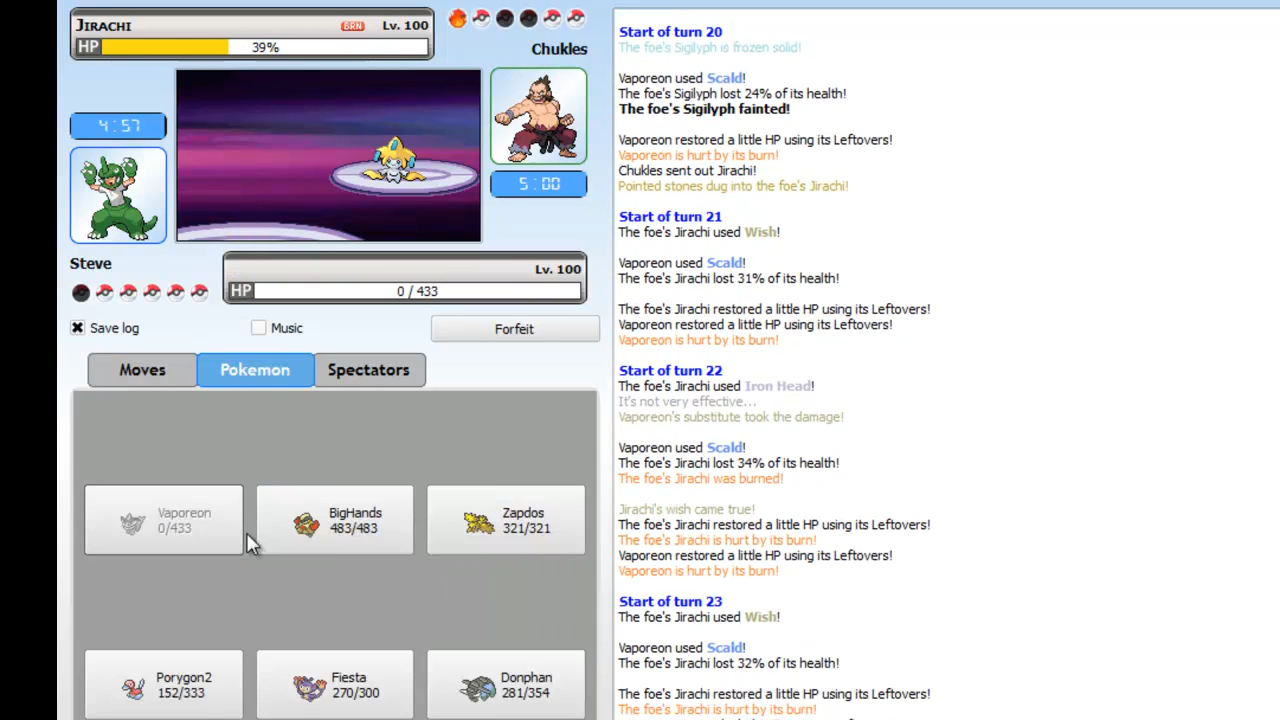 JIRACHI BRN Lv. 100
HP 39%
Chukles
4:57
5:00
Steve
Lv. 100
HP 0 / 433
Save log Music Forfeit
Moves Pokemon Spectators
Vaporeon
0/433
BigHands
483/483
Zapdos
321/321
Porygon2
152/333
Fiesta
270/300
Donphan
281/354
Start of turn 20
The foe's Sigilyph is frozen solid!
Vaporeon used Scald!
The foe's Sigilyph lost 24% of its health!
The foe's Sigilyph fainted!
Vaporeon restored a little HP using its Leftovers!
Vaporeon is hurt by its burn!
Chukles sent out Jirachi!
Pointed stones dug into the foe's Jirachi!
Start of turn 21
The foe's Jirachi used Wish!
Vaporeon used Scald!
The foe's Jirachi lost 31% of its health!
The foe's Jirachi restored a little HP using its Leftovers!
Vaporeon restored a little HP using its Leftovers!
Vaporeon is hurt by its burn!
Start of turn 22
The foe's Jirachi used Iron Head!
It's not very effective...
Vaporeon's substitute took the damage!
Vaporeon used Scald!
The foe's Jirachi lost 34% of its health!
The foe's Jirachi was burned!
Jirachi's wish came true!
The foe's Jirachi restored a little HP using its Leftovers!
The foe's Jirachi is hurt by its burn!
Vaporeon restored a little HP using its Leftovers!
Vaporeon is hurt by its burn!
Start of turn 23
The foe's Jirachi used Wish!
Vaporeon used Scald!
The foe's Jirachi lost 32% of its health!
The foe's Jirachi restored a little HP using its Leftovers!
The foe's Jirachi is hurt by its burn!